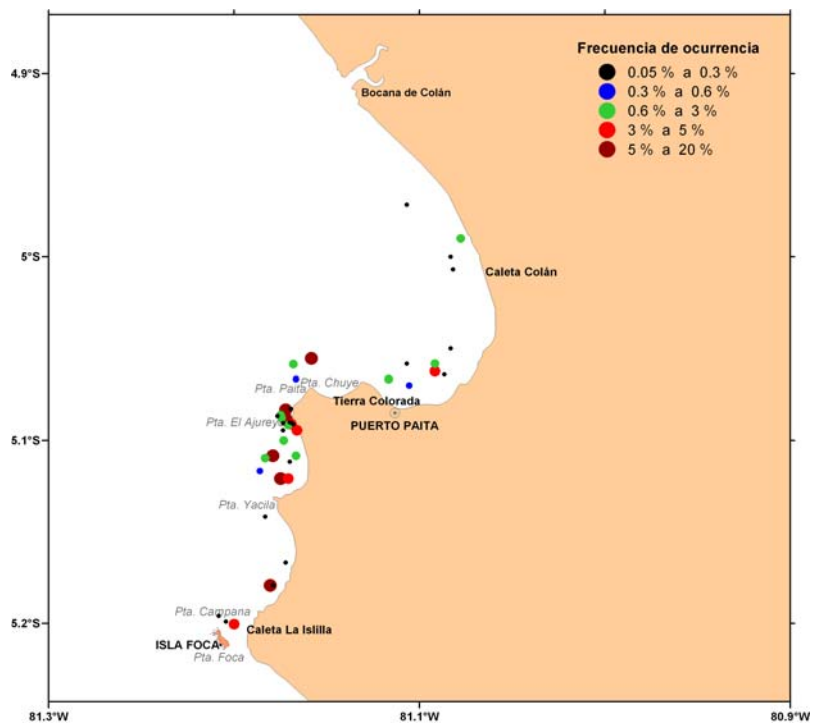 Frecuencia de ocurrencia
0.05 % a 0.3 %
0.3 % a 0.6 %
0.6 % a 3 %
3 % a 5 %
5 % a 20 %
4.9°S
Bocana de Colán
5°S
Caleta Colán
Pta. Chuye
Pta. Paita
Tierra Colorada
Pta. El Ajurey
PUERTO PAITA
5.1°S
Pta. Yacila
Pta. Campana
5.2°S
Caleta La Islilla
ISLA FOCA
Pta. Foca
81.3°W
81.1°W
80.9°W